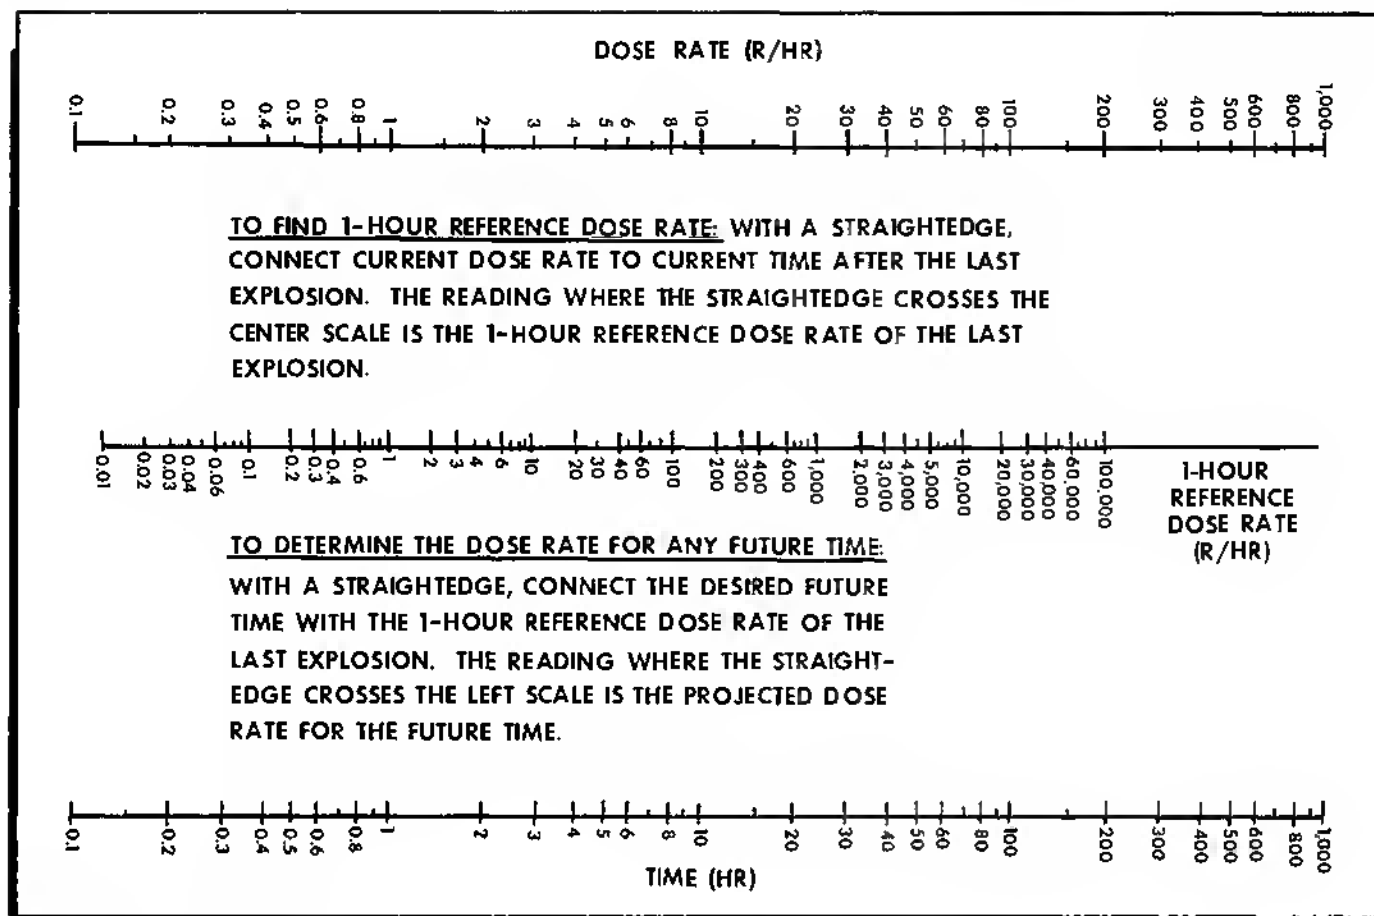 DOSE RATE (R/HR)
0.1 0.2 0.3 0.4 0.5 0.6 0.8 1 2 3 4 5 6 8 10 20 30 40 50 60 80 100 200 300 400 500 600 800 1,000
TO FIND 1-HOUR REFERENCE DOSE RATE: WITH A STRAIGHTEDGE,
CONNECT CURRENT DOSE RATE TO CURRENT TIME AFTER THE LAST
EXPLOSION. THE READING WHERE THE STRAIGHTEDGE CROSSES THE
CENTER SCALE IS THE 1-HOUR REFERENCE DOSE RATE OF THE LAST
EXPLOSION.
0.01 0.02 0.03 0.04 0.06 0.1 0.2 0.3 0.4 0.6 1 2 3 4 6 10 20 30 40 60 100 200 300 400 600 1,000 2,000 3,000 4,000 5,000 10,000 20,000 30,000 40,000 60,000 100,000
1-HOUR
REFERENCE
DOSE RATE
(R/HR)
TO DETERMINE THE DOSE RATE FOR ANY FUTURE TIME:
WITH A STRAIGHTEDGE, CONNECT THE DESIRED FUTURE
TIME WITH THE 1-HOUR REFERENCE DOSE RATE OF THE
LAST EXPLOSION. THE READING WHERE THE STRAIGHT-
EDGE CROSSES THE LEFT SCALE IS THE PROJECTED DOSE
RATE FOR THE FUTURE TIME.
0.1 0.2 0.3 0.4 0.5 0.6 0.8 1 2 3 4 5 6 8 10 20 30 40 50 60 80 100 200 300 400 500 600 800 1,000
TIME (HR)